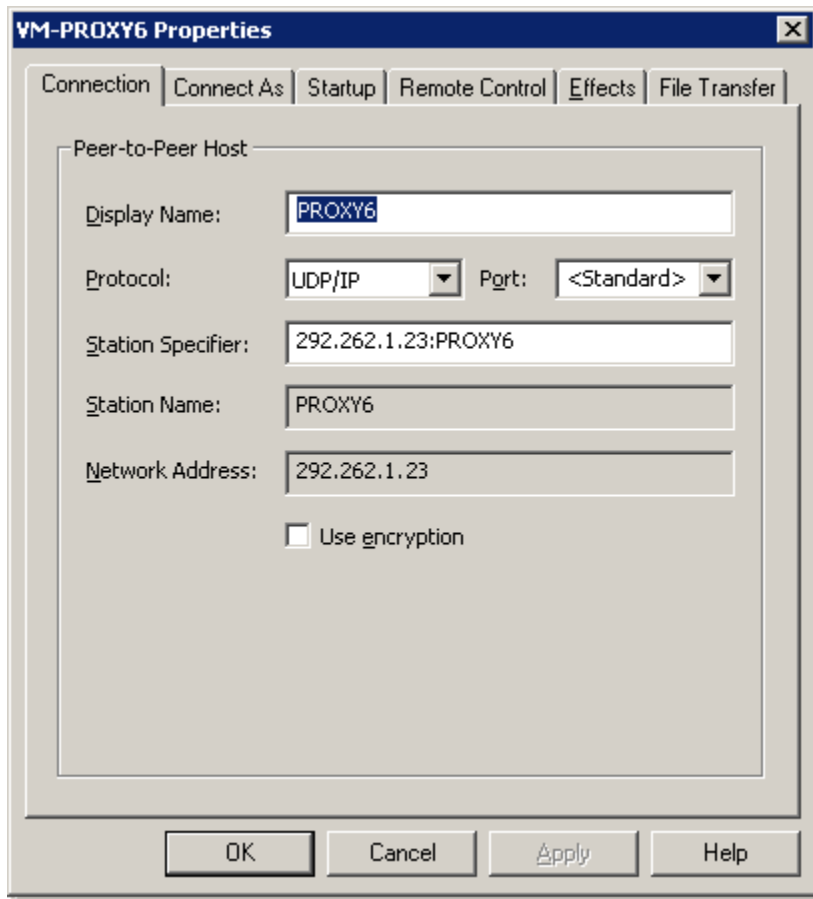 VM-PROXY6 Properties
Connection Connect As Startup Remote Control Effects File Transfer
Peer-to-Peer Host
Display Name: PROXY6
Protocol: UDP/IP Port: <Standard>
Station Specifier: 292.262.1.23:PROXY6
Station Name: PROXY6
Network Address: 292.262.1.23
Use encryption
OK Cancel Apply Help